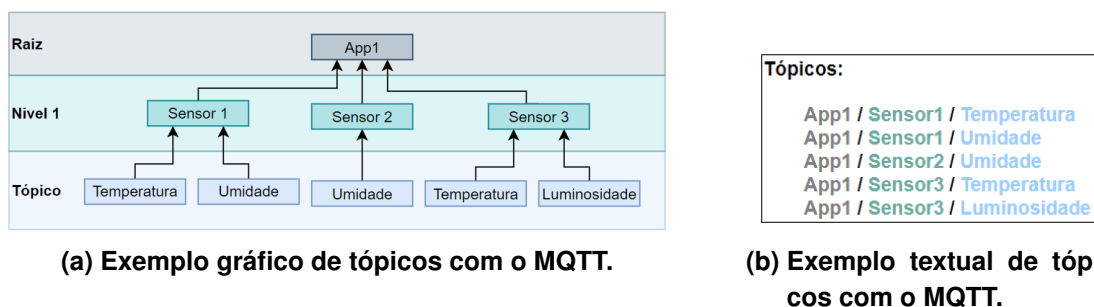 Raiz
App1
Nivel 1
Sensor 1
Sensor 2
Sensor 3
Tópico
Temperatura
Umidade
Umidade
Temperatura
Luminosidade
(a) Exemplo gráfico de tópicos com o MQTT.
Tópicos:
App1 / Sensor1 / Temperatura
App1 / Sensor1 / Umidade
App1 / Sensor2 / Umidade
App1 / Sensor3 / Temperatura
App1 / Sensor3 / Luminosidade
(b) Exemplo textual de tóp
cos com o MQTT.